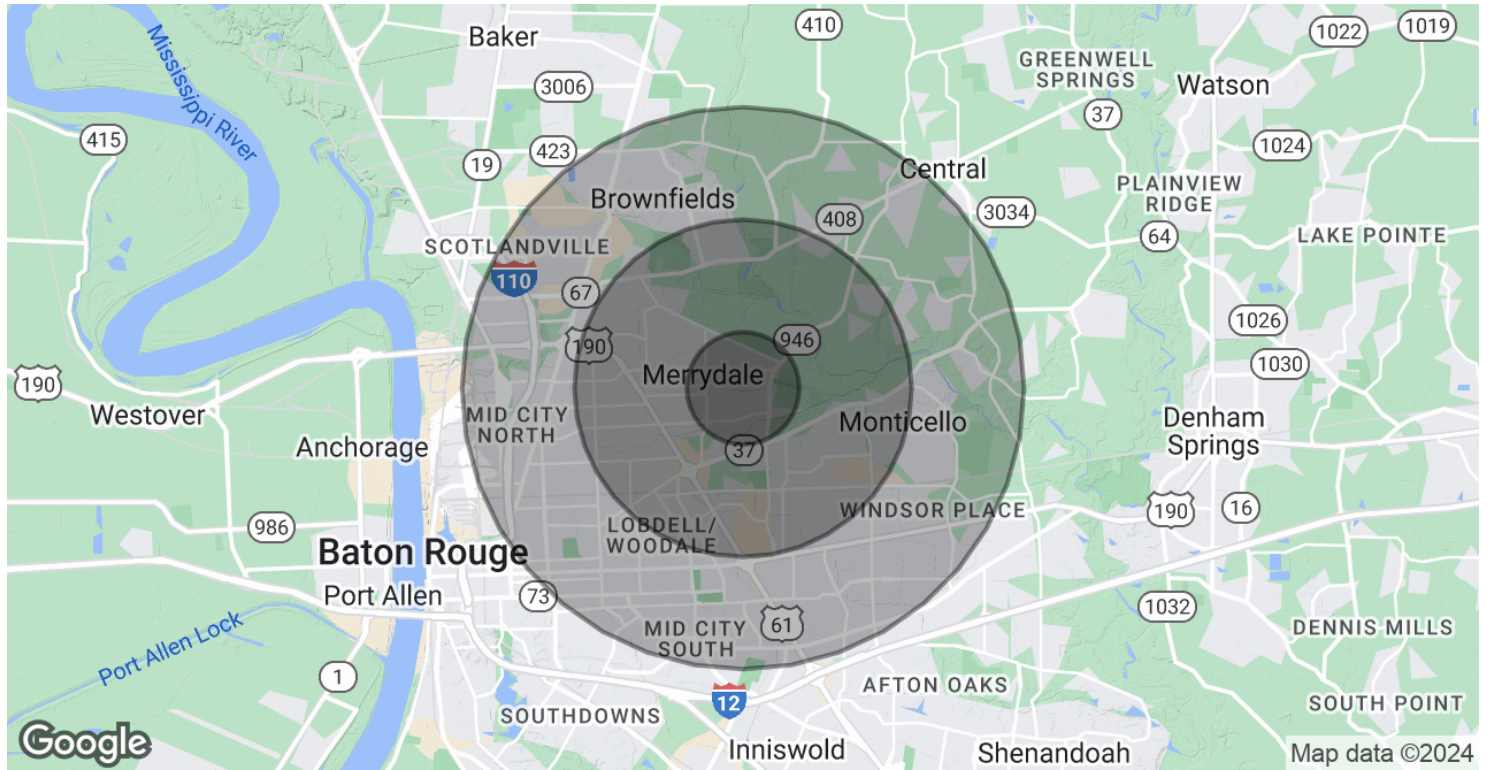 410
1022
1019
Baker
GREENWELL
SPRINGS
Watson
3006
Mississippi River
37
415
423
1024
19
Central
PLAINVIEW
RIDGE
Brownfields
3034
408
64
LAKE POINTE
SCOTLANDVILLE
110
67
1026
946
190
1030
190
Merrydale
Westover
MID CITY
NORTH
Monticello
Denham
Springs
Anchorage
37
986
LOBDELL/
WOODALE
WINDSOR PLACE
190
16
Baton Rouge
Port Allen
73
1032
61
MID CITY
SOUTH
DENNIS MILLS
Port Allen Lock
1
AFTON OAKS
12
SOUTHDOWNS
SOUTH POINT
Google
Inniswold
Shenandoah
Map data ©2024